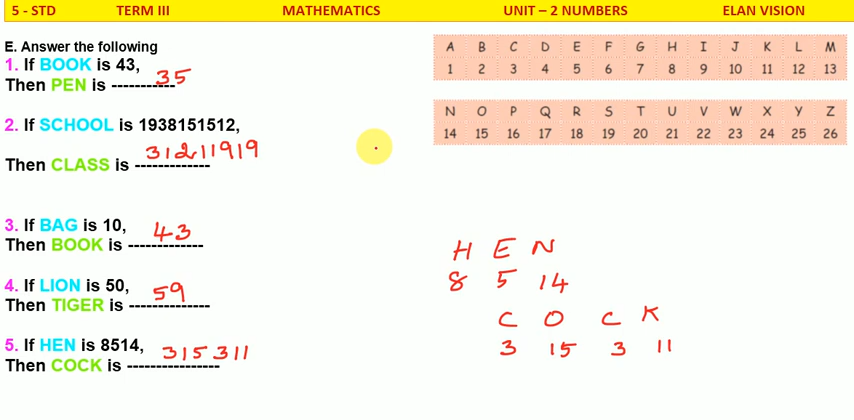 5 - STD TERM III MATHEMATICS UNIT – 2 NUMBERS ELAN VISION
E. Answer the following
1. If BOOK is 43,
Then PEN is ----------- 35
2. If SCHOOL is 1938151512,
Then CLASS is ------------- 31211919
3. If BAG is 10,
Then BOOK is ------------- 43
4. If LION is 50,
Then TIGER is -------------- 59
5. If HEN is 8514,
Then COCK is ---------------- 315311
A B C D E F G H I J K L M
1 2 3 4 5 6 7 8 9 10 11 12 13
N O P Q R S T U V W X Y Z
14 15 16 17 18 19 20 21 22 23 24 25 26
H E N
8 5 14
C O C K
3 15 3 11